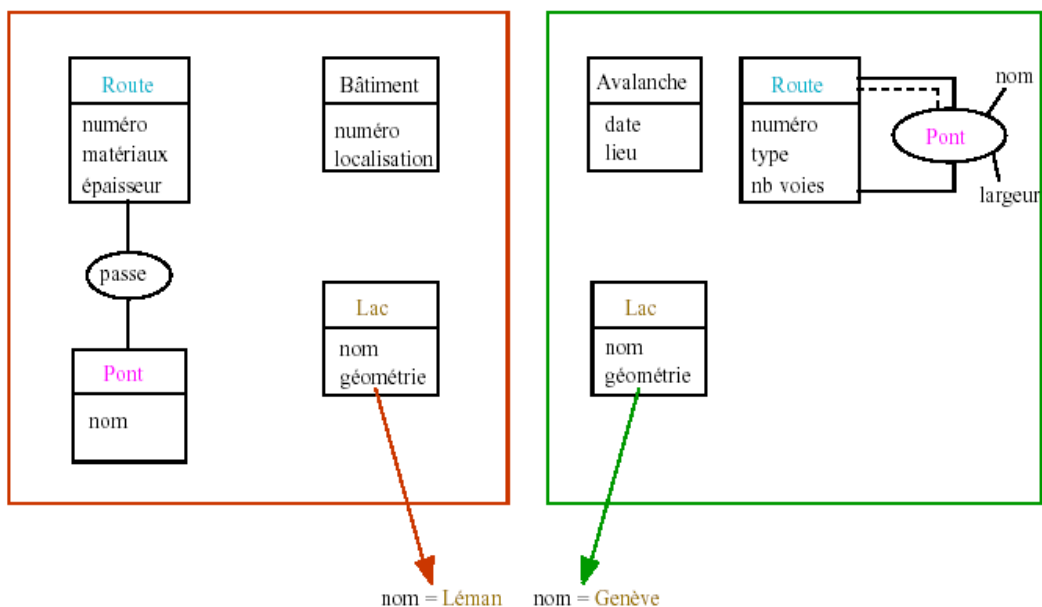 Route
numéro
matériaux
épaisseur
passe
Pont
nom
Bâtiment
numéro
localisation
Lac
nom
géométrie
Avalanche
date
lieu
Route
numéro
type
nb voies
Pont
nom
largeur
Lac
nom
géométrie
nom = Léman
nom = Genève